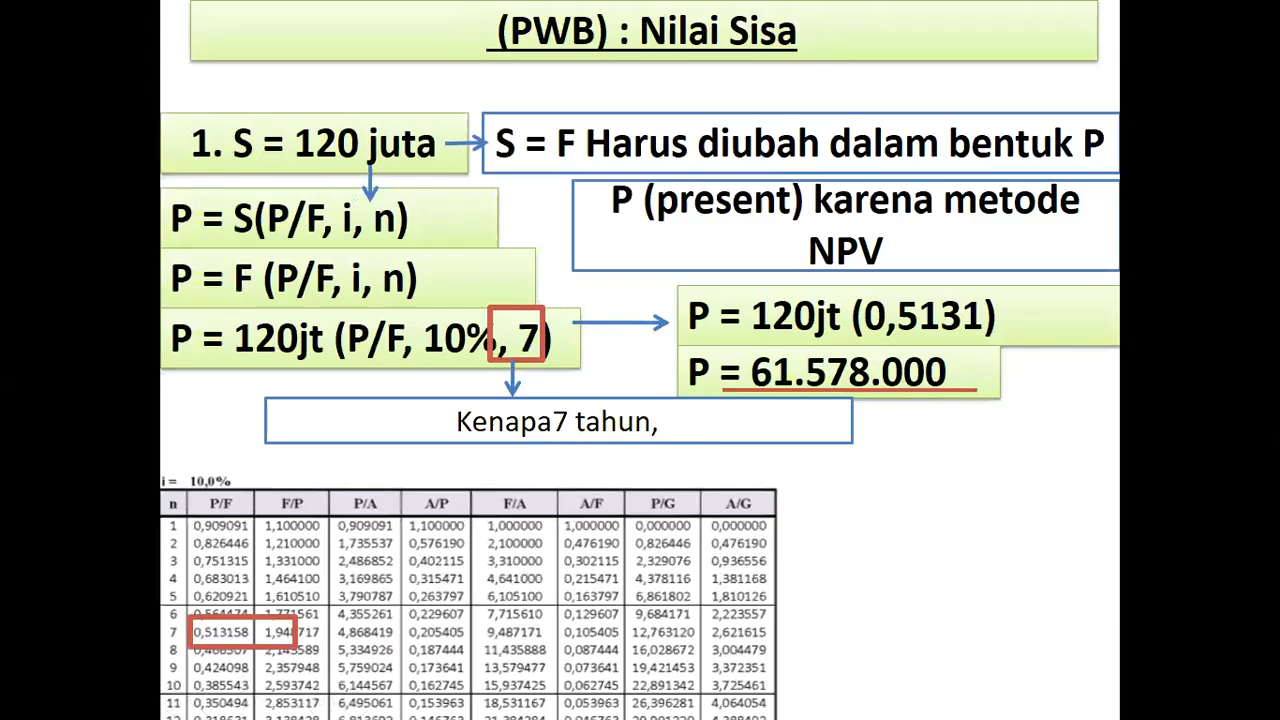 (PWB) : Nilai Sisa
1. S = 120 juta
S = F Harus diubah dalam bentuk P
P = S(P/F, i, n)
P (present) karena metode
NPV
P = F (P/F, i, n)
P = 120jt (P/F, 10%, 7)
P = 120jt (0,5131)
P = 61.578.000
Kenapa7 tahun,
i = 10,0%
n P/F F/P P/A A/P F/A A/F P/G A/G
1 0,909091 1,100000 0,909091 1,100000 1,000000 1,000000 0,000000 0,000000
2 0,826446 1,210000 1,735537 0,576190 2,100000 0,476190 0,826446 0,476190
3 0,751315 1,331000 2,486852 0,402115 3,310000 0,302115 2,329076 0,936556
4 0,683013 1,464100 3,169865 0,315471 4,641000 0,215471 4,378116 1,381168
5 0,620921 1,610510 3,790787 0,263797 6,105100 0,163797 6,861802 1,810126
6 0,564474 1,771561 4,355261 0,229607 7,715610 0,129607 9,684171 2,223557
7 0,513158 1,948717 4,868419 0,205405 9,487171 0,105405 12,763120 2,621615
8 0,466507 2,143589 5,334926 0,187444 11,435888 0,087444 16,028672 3,004479
9 0,424098 2,357948 5,759024 0,173641 13,579477 0,073641 19,421453 3,372351
10 0,385543 2,593742 6,144567 0,162745 15,937425 0,062745 22,891342 3,725461
11 0,350494 2,853117 6,495061 0,153963 18,531167 0,053963 26,396281 4,064054